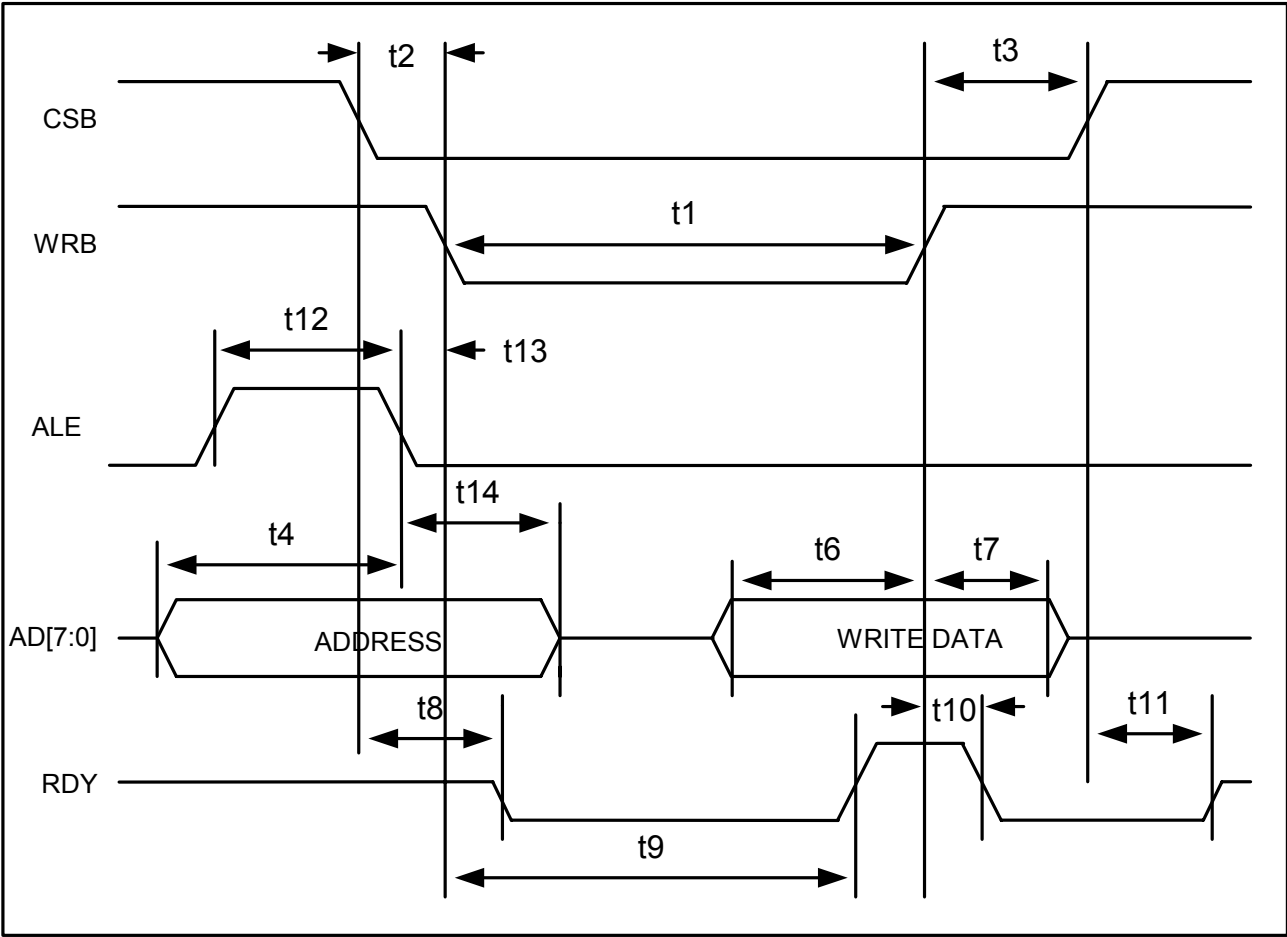 t2
t3
CSB
t1
WRB
t12
t13
ALE
t14
t4
t6
t7
AD[7:0]
ADDRESS
WRITE DATA
t8
t10
t11
RDY
t9